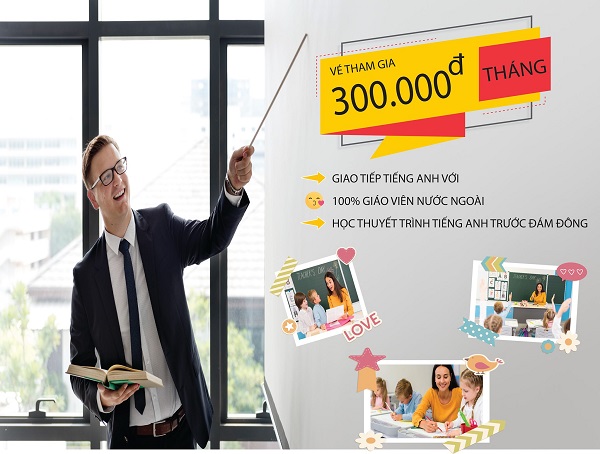 VÉ THAM GIA
300.000đ
THÁNG
GIAO TIẾP TIẾNG ANH VỚI
100% GIÁO VIÊN NƯỚC NGOÀI
HỌC THUYẾT TRÌNH TIẾNG ANH TRƯỚC ĐÁM ĐÔNG
LOVE